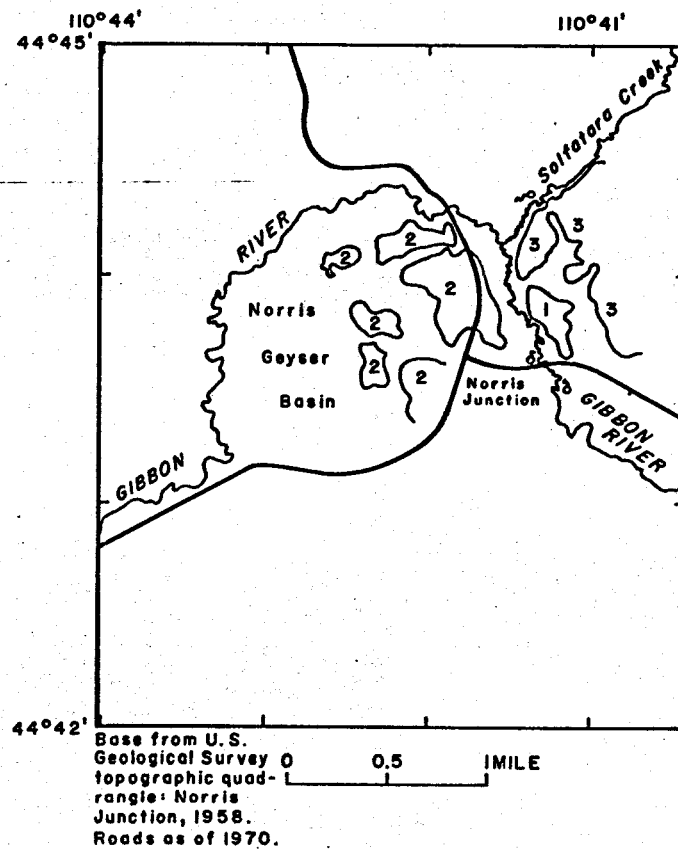 110°44' 110°41'
44°45'
Solfatara Creek
RIVER
2
3
3
2
2
1
3
Norris
2
Geyser
2
2
Norris
Junction
Basin
GIBBON
RIVER
GIBBON
44°42'
Base from U.S.
Geological Survey
topographic quad-
rangle: Norris
Junction, 1958.
Roads as of 1970.
0 0.5 1MILE